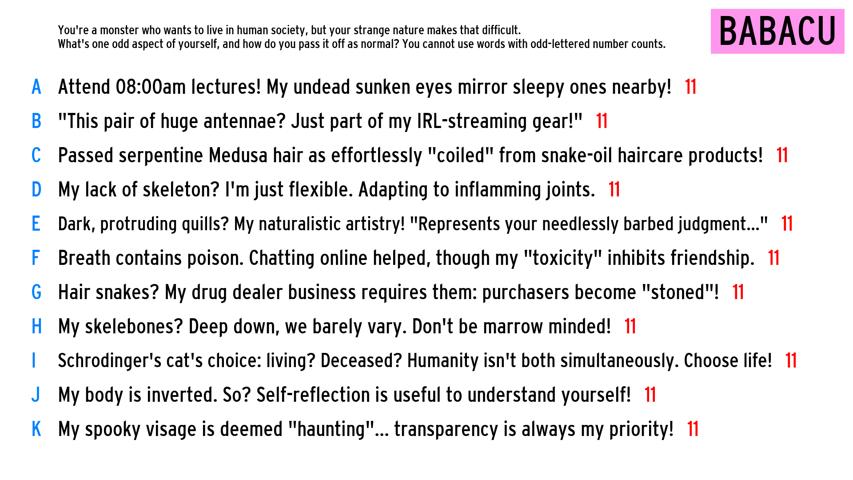 You're a monster who wants to live in human society, but your strange nature makes that difficult.
What's one odd aspect of yourself, and how do you pass it off as normal? You cannot use words with odd-lettered number counts.
BABACU
A Attend 08:00am lectures! My undead sunken eyes mirror sleepy ones nearby! 11
B "This pair of huge antennae? Just part of my IRL-streaming gear!" 11
C Passed serpentine Medusa hair as effortlessly "coiled" from snake-oil haircare products! 11
D My lack of skeleton? I'm just flexible. Adapting to inflamming joints. 11
E Dark, protruding quills? My naturalistic artistry! "Represents your needlessly barbed judgment..." 11
F Breath contains poison. Chatting online helped, though my "toxicity" inhibits friendship. 11
G Hair snakes? My drug dealer business requires them: purchasers become "stoned"! 11
H My skelebones? Deep down, we barely vary. Don't be marrow minded! 11
I Schrodinger's cat's choice: living? Deceased? Humanity isn't both simultaneously. Choose life! 11
J My body is inverted. So? Self-reflection is useful to understand yourself! 11
K My spooky visage is deemed "haunting"... transparency is always my priority! 11